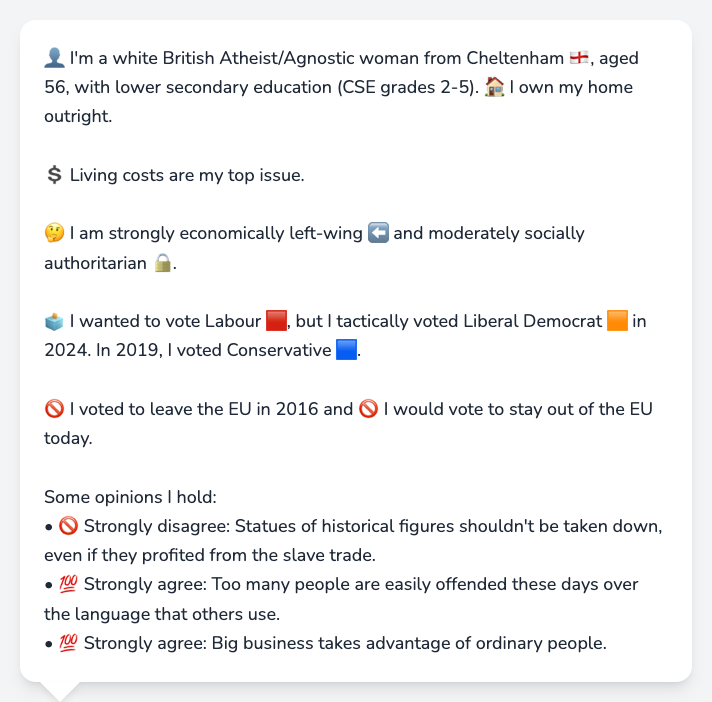 👤 I'm a white British Atheist/Agnostic woman from Cheltenham 🏴󠁧󠁢󠁥󠁮󠁧󠁿, aged
56, with lower secondary education (CSE grades 2-5). 🏠 I own my home
outright.
💲 Living costs are my top issue.
🤔 I am strongly economically left-wing ⬅️ and moderately socially
authoritarian 🔒.
🗳️ I wanted to vote Labour 🟥, but I tactically voted Liberal Democrat 🟧 in
2024. In 2019, I voted Conservative 🟦.
🚫 I voted to leave the EU in 2016 and 🚫 I would vote to stay out of the EU
today.
Some opinions I hold:
• 🚫 Strongly disagree: Statues of historical figures shouldn't be taken down,
even if they profited from the slave trade.
• 💯 Strongly agree: Too many people are easily offended these days over
the language that others use.
• 💯 Strongly agree: Big business takes advantage of ordinary people.